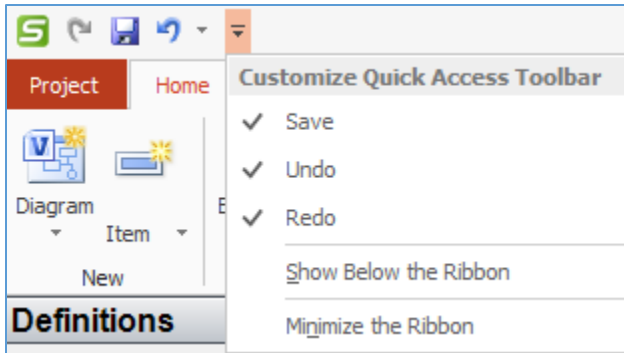 S
Customize Quick Access Toolbar
Project Home
Save
Undo
Redo
Diagram
Item
New
Show Below the Ribbon
Definitions
Minimize the Ribbon